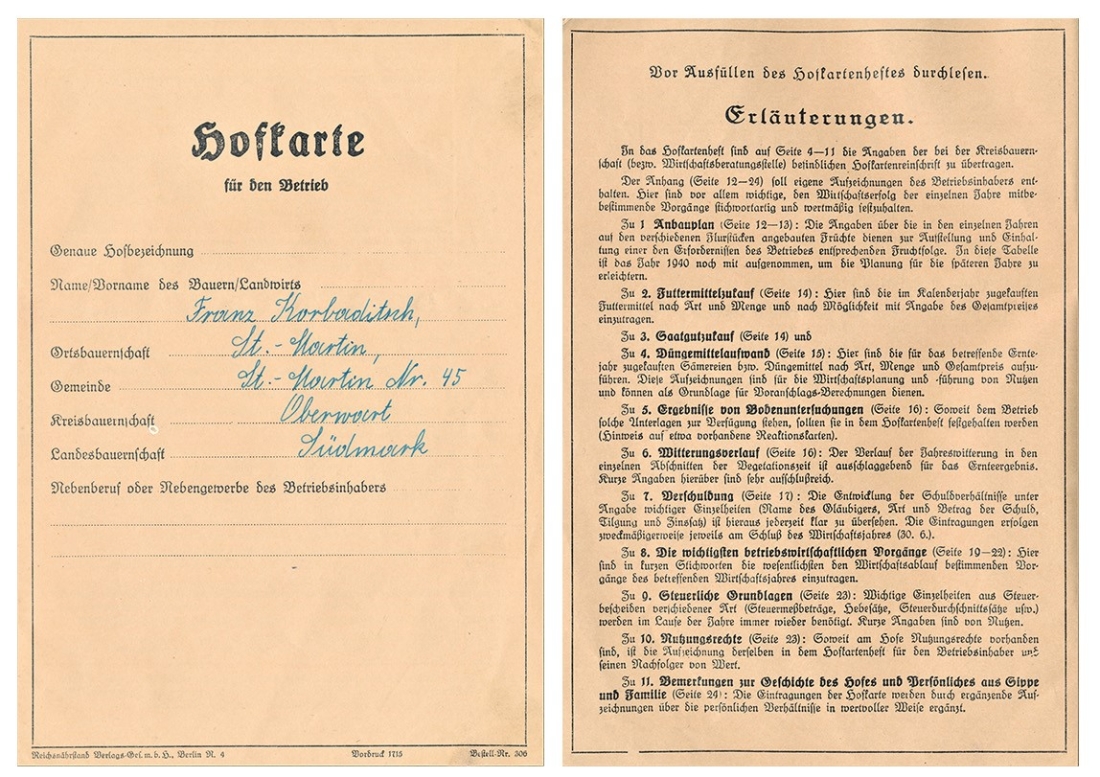 Hofkarte
für den Betrieb
Genaue Hofbezeichnung
Name/Vorname des Bauern/Landwirts
Franz Korbaditsch,
Ortsbauernschaft St.-Martin,
Gemeinde St.-Martin Nr. 45
Kreisbauernschaft Oberwart
Landesbauernschaft Südmark
Nebenberuf oder Nebengewerbe des Betriebsinhabers
Reichsnährstand Verlags-Ges. m. b. H., Berlin N. 4 Vordruck 1715 Bestell-Nr. 306
Vor Ausfüllen des Hofkartenheftes durchlesen.
Erläuterungen.
In das Hofkartenheft sind auf Seite 4—11 die Angaben der bei der Kreisbauern-
schaft (bezw. Wirtschaftsberatungsstelle) befindlichen Hofkartenreinschrift zu übertragen.
Der Anhang (Seite 12—24) soll eigene Aufzeichnungen des Betriebsinhabers ent-
halten. Hier sind vor allem wichtige, den Wirtschaftserfolg der einzelnen Jahre mitbe-
bestimmende Vorgänge stichwortartig und wertmäßig festzuhalten.
Zu 1 Anbauplan (Seite 12—13): Die Angaben über die in den einzelnen Jahren
auf den verschiedenen Flurstücken angebauten Früchte dienen zur Aufstellung und Einhal-
tung einer den Erfordernissen des Betriebes entsprechenden Fruchtfolge. In diese Tabelle
ist das Jahr 1940 noch mit aufgenommen, um die Planung für die späteren Jahre zu
erleichtern.
Zu 2. Futtermittelzukauf (Seite 14): Hier sind die im Kalenderjahr zugekauften
Futtermittel nach Art und Menge und nach Möglichkeit mit Angabe des Gesamtpreises
einzutragen.
Zu 3. Saatgutzukauf (Seite 14) und
Zu 4. Düngemittelaufwand (Seite 15): Hier sind die für das betreffende Ernte-
jahr zugekauften Sämereien bzw. Düngemittel nach Art, Menge und Gesamtpreis aufzu-
führen. Diese Aufzeichnungen sind für die Wirtschaftsplanung und -führung von Nutzen
und können als Grundlage für Voranschlags-Berechnungen dienen.
Zu 5. Ergebnisse von Bodenuntersuchungen (Seite 16): Soweit dem Betrieb
solche Unterlagen zur Verfügung stehen, sollten sie in dem Hofkartenheft festgehalten werden
(Hinweis auf etwa vorhandene Reaktionskarten).
Zu 6. Witterungsverlauf (Seite 16): Der Verlauf der Jahreswitterung in den
einzelnen Abschnitten der Vegetationszeit ist ausschlaggebend für das Ernteergebnis.
Kurze Angaben hierüber sind sehr aufschlußreich.
Zu 7. Verschuldung (Seite 17): Die Entwicklung der Schuldverhältnisse unter
Angabe wichtiger Einzelheiten (Name des Gläubigers, Art und Betrag der Schuld,
Tilgung und Zinssatz) ist hieraus jederzeit klar zu übersehen. Die Eintragungen erfolgen
zweckmäßigerweise jeweils am Schluß des Wirtschaftsjahres (30. 6.).
Zu 8. Die wichtigsten betriebswirtschaftlichen Vorgänge (Seite 19—22): Hier
sind in kurzen Stichworten die wesentlichsten den Wirtschaftsablauf bestimmenden Vor-
gänge des betreffenden Wirtschaftsjahres einzutragen.
Zu 9. Steuerliche Grundlagen (Seite 23): Wichtige Einzelheiten aus Steuer-
bescheiden verschiedener Art (Steuermeßbeträge, Hebesätze, Steuerdurchschnittssätze usw.)
werden im Laufe der Jahre immer wieder benötigt. Kurze Angaben sind von Nutzen.
Zu 10. Nutzungsrechte (Seite 23): Soweit am Hofe Nutzungsrechte vorhanden
sind, ist die Aufzeichnung derselben in dem Hofkartenheft für den Betriebsinhaber und
seinen Nachfolger von Wert.
Zu 11. Bemerkungen zur Geschichte des Hofes und Persönliches aus Sippe
und Familie (Seite 24): Die Eintragungen der Hofkarte werden durch ergänzende Auf-
zeichnungen über die persönlichen Verhältnisse in wertvoller Weise ergänzt.